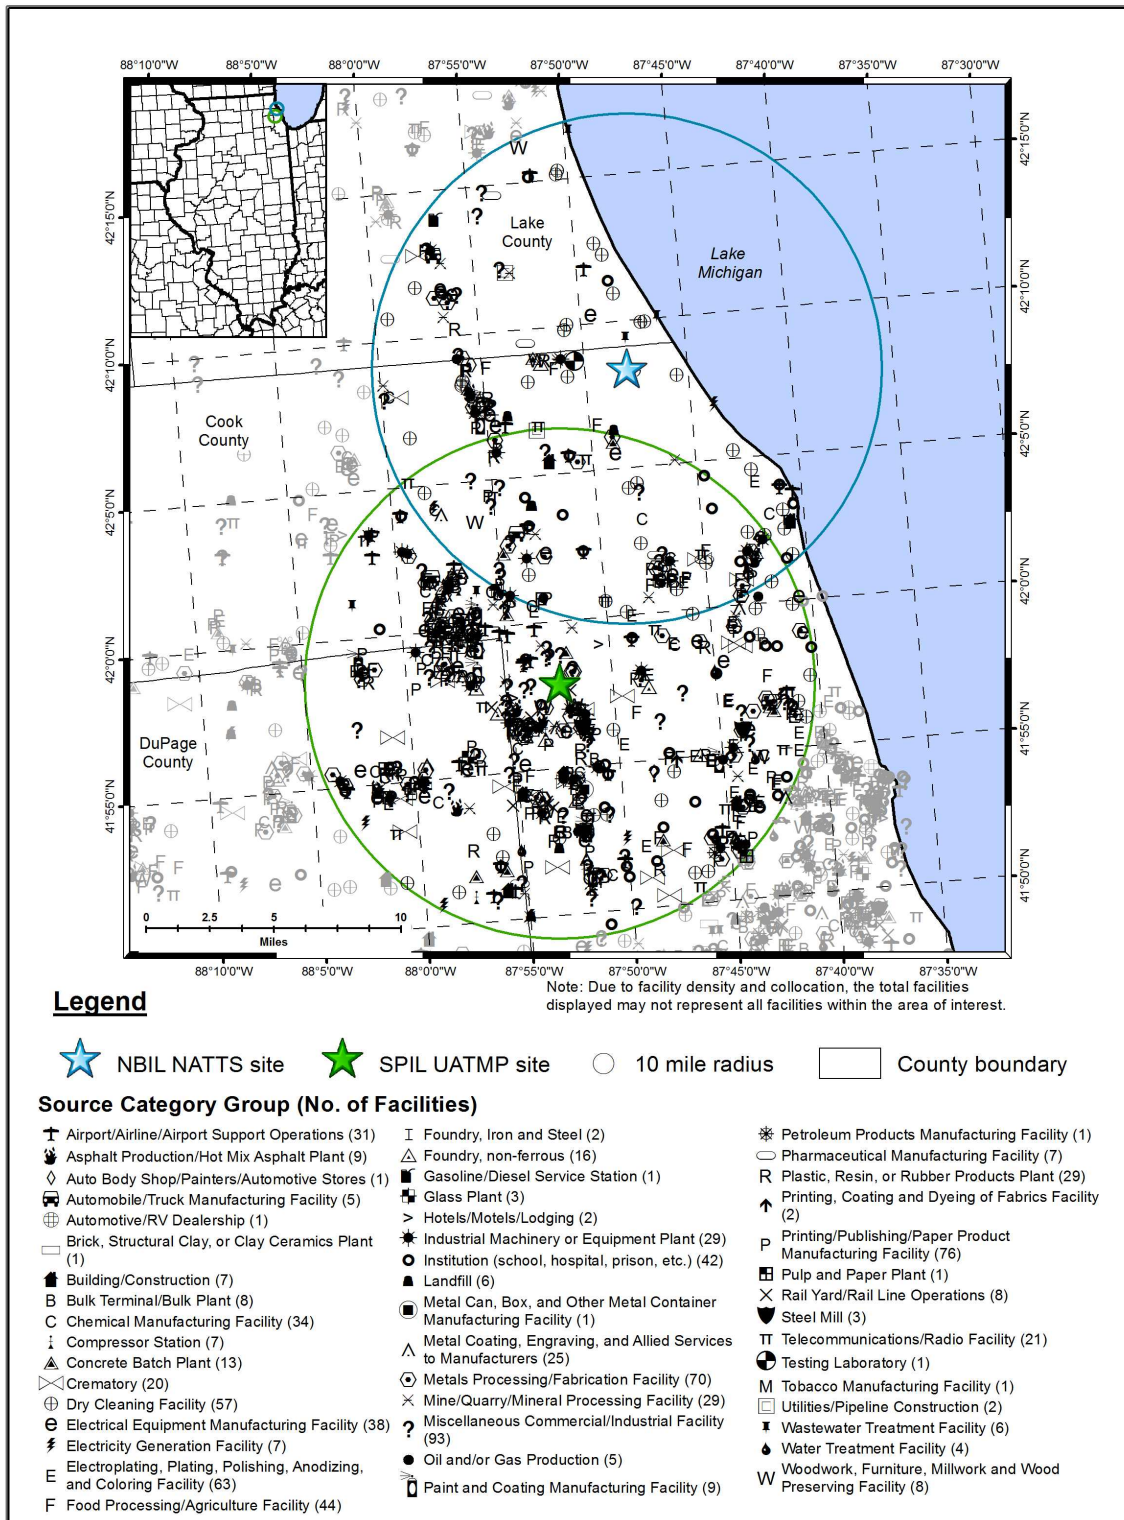 88°10'0"W 88°5'0"W 88°0'0"W 87°55'0"W 87°50'0"W 87°45'0"W 87°40'0"W 87°35'0"W 87°30'0"W
42°15'0"N
42°10'0"N
42°5'0"N
42°0'0"N
41°55'0"N
42°15'0"N
42°10'0"N
42°5'0"N
42°0'0"N
41°55'0"N
41°50'0"N
Lake
County
Lake
Michigan
Cook
County
DuPage
County
0 2.5 5 10
Miles
88°10'0"W 88°5'0"W 88°0'0"W 87°55'0"W 87°50'0"W 87°45'0"W 87°40'0"W 87°35'0"W
Note: Due to facility density and collocation, the total facilities
displayed may not represent all facilities within the area of interest.
Legend
NBIL NATTS site SPIL UATMP site 10 mile radius County boundary
Source Category Group (No. of Facilities)
Airport/Airline/Airport Support Operations (31)
Asphalt Production/Hot Mix Asphalt Plant (9)
Auto Body Shop/Painters/Automotive Stores (1)
Automobile/Truck Manufacturing Facility (5)
Automotive/RV Dealership (1)
Brick, Structural Clay, or Clay Ceramics Plant
(1)
Building/Construction (7)
B Bulk Terminal/Bulk Plant (8)
C Chemical Manufacturing Facility (34)
Compressor Station (7)
Concrete Batch Plant (13)
Crematory (20)
Dry Cleaning Facility (57)
e Electrical Equipment Manufacturing Facility (38)
Electricity Generation Facility (7)
E Electroplating, Plating, Polishing, Anodizing,
and Coloring Facility (63)
F Food Processing/Agriculture Facility (44)
Foundry, Iron and Steel (2)
Foundry, non-ferrous (16)
Gasoline/Diesel Service Station (1)
Glass Plant (3)
> Hotels/Motels/Lodging (2)
Industrial Machinery or Equipment Plant (29)
Institution (school, hospital, prison, etc.) (42)
Landfill (6)
Metal Can, Box, and Other Metal Container
Manufacturing Facility (1)
Metal Coating, Engraving, and Allied Services
to Manufacturers (25)
Metals Processing/Fabrication Facility (70)
Mine/Quarry/Mineral Processing Facility (29)
? Miscellaneous Commercial/Industrial Facility
(93)
Oil and/or Gas Production (5)
Paint and Coating Manufacturing Facility (9)
Petroleum Products Manufacturing Facility (1)
Pharmaceutical Manufacturing Facility (7)
R Plastic, Resin, or Rubber Products Plant (29)
Printing, Coating and Dyeing of Fabrics Facility
(2)
P Printing/Publishing/Paper Product
Manufacturing Facility (76)
Pulp and Paper Plant (1)
Rail Yard/Rail Line Operations (8)
Steel Mill (3)
Telecommunications/Radio Facility (21)
Testing Laboratory (1)
M Tobacco Manufacturing Facility (1)
Utilities/Pipeline Construction (2)
Wastewater Treatment Facility (6)
Water Treatment Facility (4)
W Woodwork, Furniture, Millwork and Wood
Preserving Facility (8)